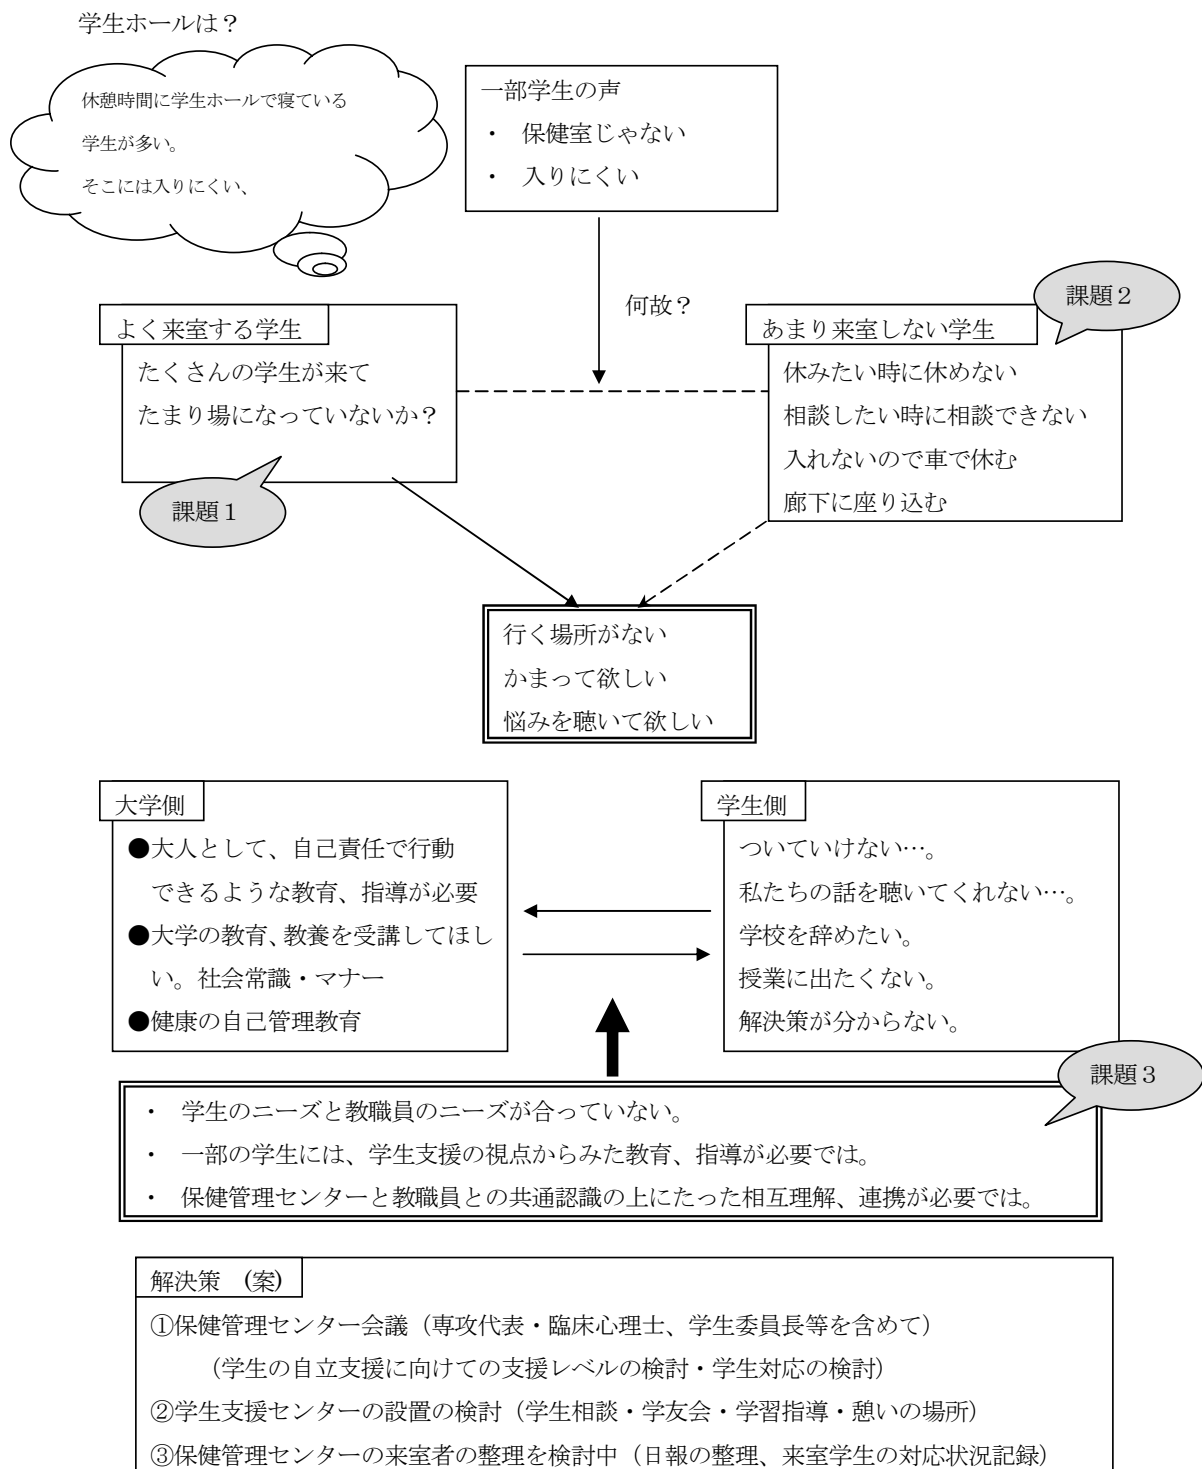 学生ホールは？
休憩時間に学生ホールで寝ている
学生が多い。
そこには入りにくい、
一部学生の声
・ 保健室じゃない
・ 入りにくい
何故？
よく来室する学生
たくさんの学生が来て
たまり場になっていないか？
課題１
課題２
あまり来室しない学生
休みたい時に休めない
相談したい時に相談できない
入れないので車で休む
廊下に座り込む
行く場所がない
かまって欲しい
悩みを聴いて欲しい
大学側
●大人として、自己責任で行動
できるような教育、指導が必要
●大学の教育、教養を受講してほし
い。社会常識・マナー
●健康の自己管理教育
学生側
ついていけない…。
私たちの話を聴いてくれない…。
学校を辞めたい。
授業に出たくない。
解決策が分からない。
課題３
・ 学生のニーズと教職員のニーズが合っていない。
・ 一部の学生には、学生支援の視点からみた教育、指導が必要では。
・ 保健管理センターと教職員との共通認識の上にたった相互理解、連携が必要では。
解決策 (案)
①保健管理センター会議（専攻代表・臨床心理士、学生委員長等を含めて）
（学生の自立支援に向けての支援レベルの検討・学生対応の検討）
②学生支援センターの設置の検討（学生相談・学友会・学習指導・憩いの場所）
③保健管理センターの来室者の整理を検討中（日報の整理、来室学生の対応状況記録）